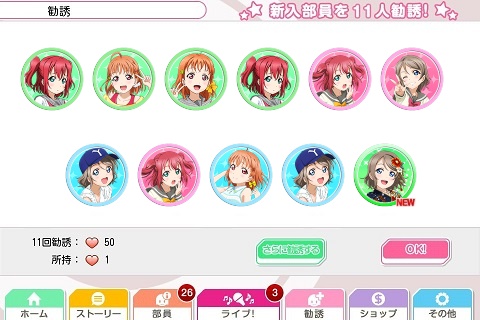 勧誘
新入部員を11人勧誘!
NEW
11回勧誘: 50
所持: 1
さらに勧誘する
OK!
26
3
ホーム
ストーリー
部員
ライブ!
勧誘
ショップ
その他